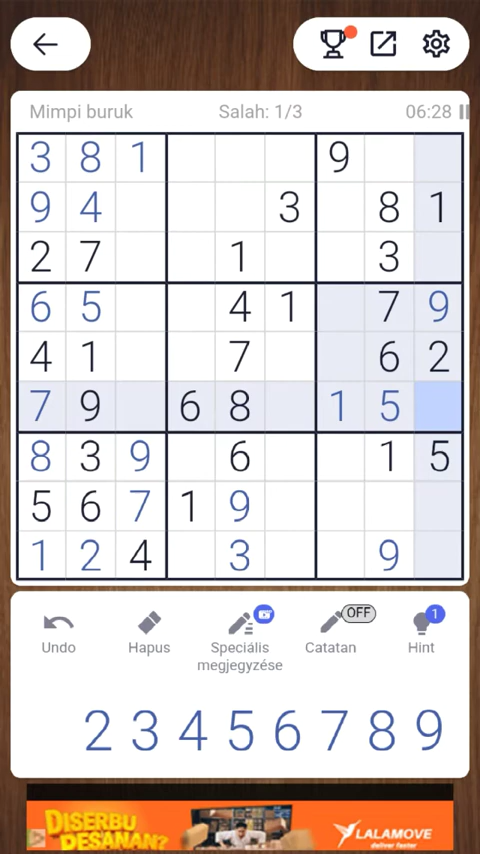 Mimpi buruk Salah: 1/3 06:28
3 8 1 9
9 4 3 8 1
2 7 1 3
6 5 4 1 7 9
4 1 7 6 2
7 9 6 8 1 5
8 3 9 6 1 5
5 6 7 1 9
1 2 4 3 9
OFF 1
Undo Hapus Speciális Catatan Hint
megjegyzése
2 3 4 5 6 7 8 9
DISERBU
DESANAN?
LALAMOVE
deliver faster